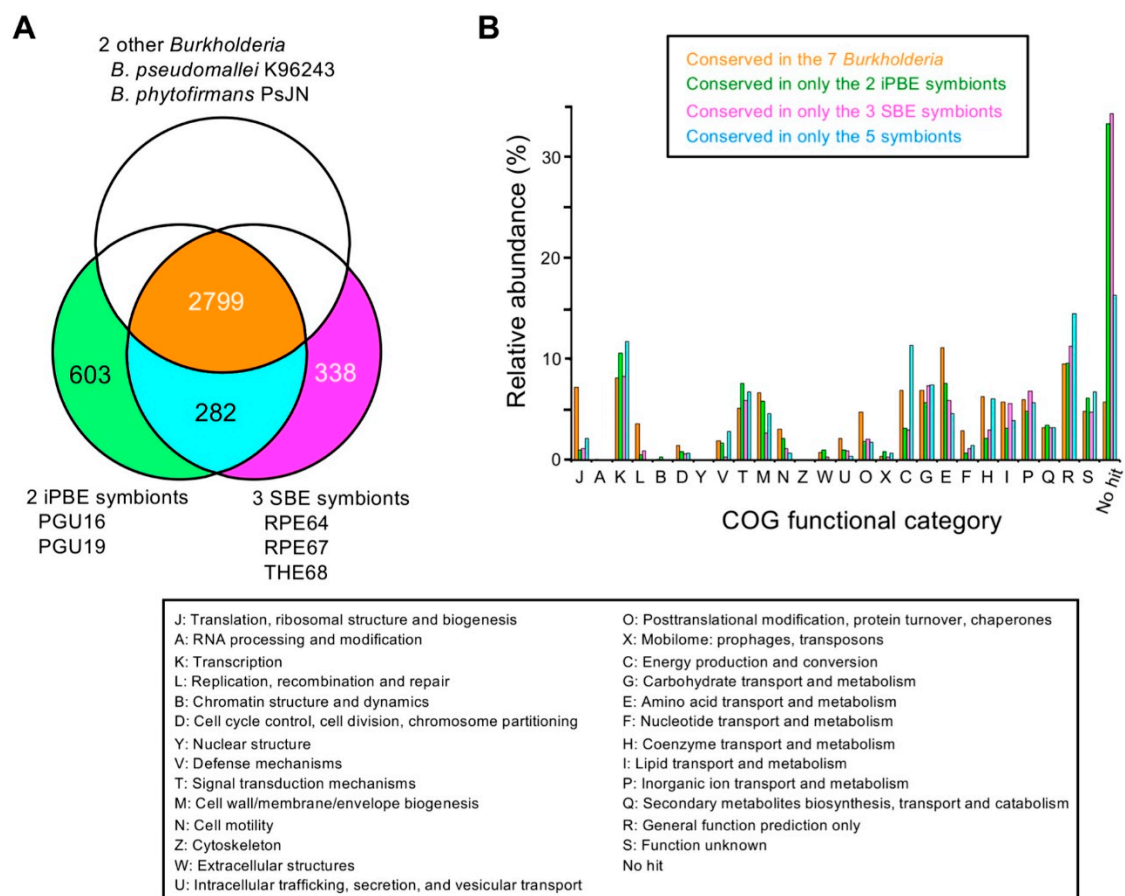 A
2 other Burkholderia
B. pseudomallei K96243
B. phytofirmans PsJN
2799
603
338
282
2 iPBE symbionts
PGU16
PGU19
3 SBE symbionts
RPE64
RPE67
THE68
B
Conserved in the 7 Burkholderia
Conserved in only the 2 iPBE symbionts
Conserved in only the 3 SBE symbionts
Conserved in only the 5 symbionts
Relative abundance (%)
30
20
10
0
J A K L B D Y V T M N Z W U O X C G E F H I P Q R S No hit
COG functional category
J: Translation, ribosomal structure and biogenesis
A: RNA processing and modification
K: Transcription
L: Replication, recombination and repair
B: Chromatin structure and dynamics
D: Cell cycle control, cell division, chromosome partitioning
Y: Nuclear structure
V: Defense mechanisms
T: Signal transduction mechanisms
M: Cell wall/membrane/envelope biogenesis
N: Cell motility
Z: Cytoskeleton
W: Extracellular structures
U: Intracellular trafficking, secretion, and vesicular transport
O: Posttranslational modification, protein turnover, chaperones
X: Mobilome: prophages, transposons
C: Energy production and conversion
G: Carbohydrate transport and metabolism
E: Amino acid transport and metabolism
F: Nucleotide transport and metabolism
H: Coenzyme transport and metabolism
I: Lipid transport and metabolism
P: Inorganic ion transport and metabolism
Q: Secondary metabolites biosynthesis, transport and catabolism
R: General function prediction only
S: Function unknown
No hit